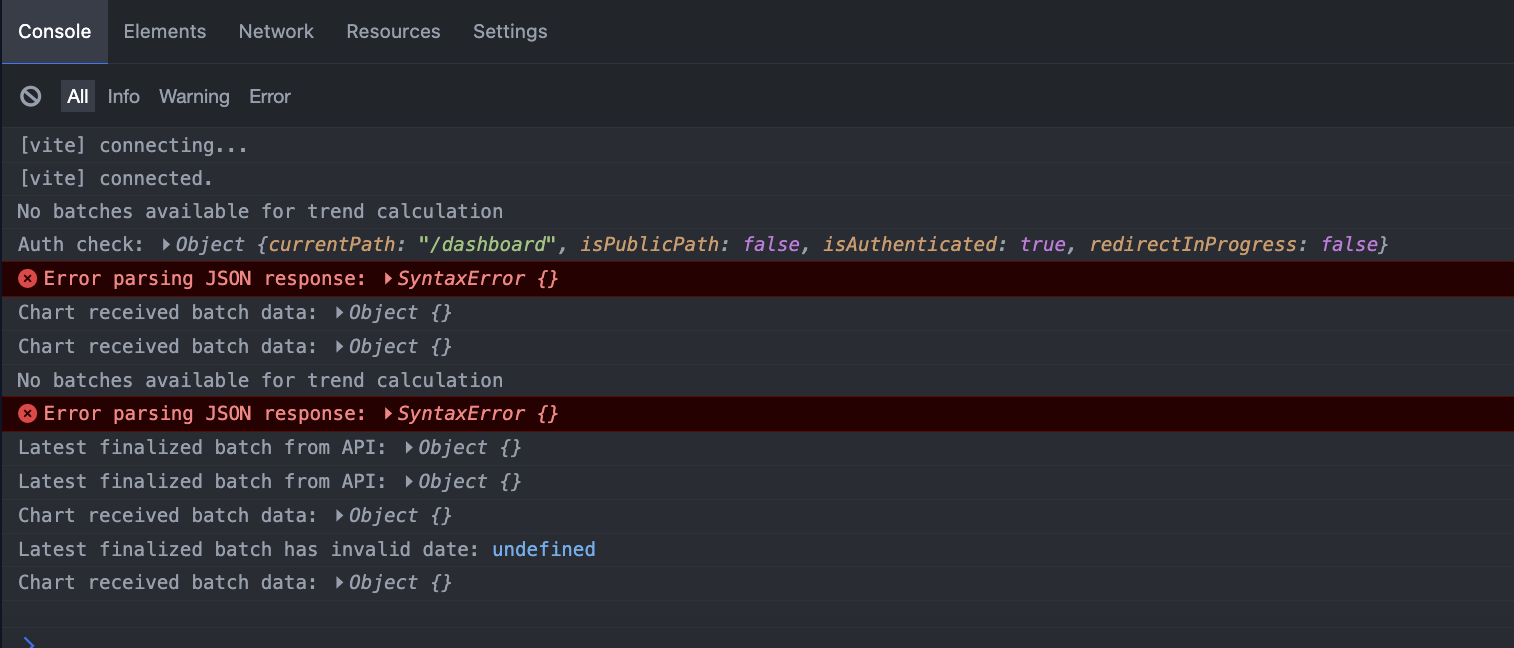 Console Elements Network Resources Settings
All Info Warning Error
[vite] connecting...
[vite] connected.
No batches available for trend calculation
Auth check: Object {currentPath: "/dashboard", isPublicPath: false, isAuthenticated: true, redirectInProgress: false}
Error parsing JSON response: SyntaxError {}
Chart received batch data: Object {}
Chart received batch data: Object {}
No batches available for trend calculation
Error parsing JSON response: SyntaxError {}
Latest finalized batch from API: Object {}
Latest finalized batch from API: Object {}
Chart received batch data: Object {}
Latest finalized batch has invalid date: undefined
Chart received batch data: Object {}